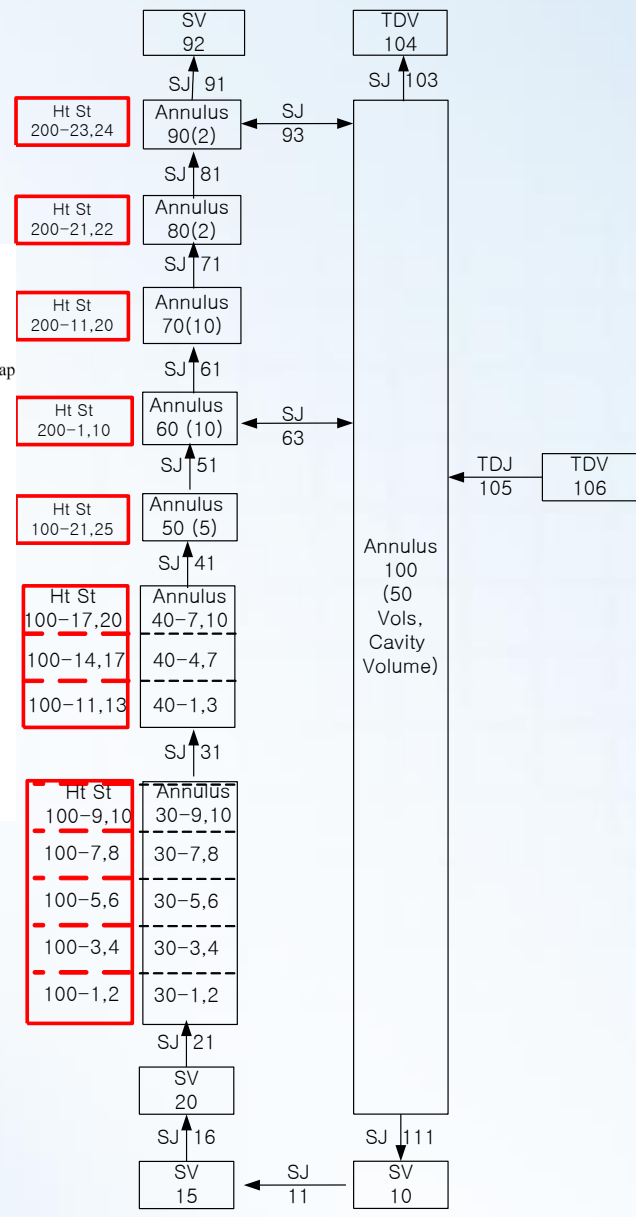 SV
92
TDV
104
SJ 91
SJ 103
Ht St
200-23,24
Annulus
90(2)
SJ
93
SJ 81
Ht St
200-21,22
Annulus
80(2)
SJ 71
Ht St
200-11,20
Annulus
70(10)
SJ 61
ap
Ht St
200-1,10
Annulus
60 (10)
SJ
63
SJ 51
TDJ
105
TDV
106
Ht St
100-21,25
Annulus
50 (5)
SJ 41
Annulus
100
(50
Vols,
Cavity
Volume)
Ht St
100-17,20
Annulus
40-7,10
100-14,17
40-4,7
100-11,13
40-1,3
SJ 31
Ht St
100-9,10
Annulus
30-9,10
100-7,8
30-7,8
100-5,6
30-5,6
100-3,4
30-3,4
100-1,2
30-1,2
SJ 21
SV
20
SJ 16
SJ 111
SV
15
SJ
11
SV
10